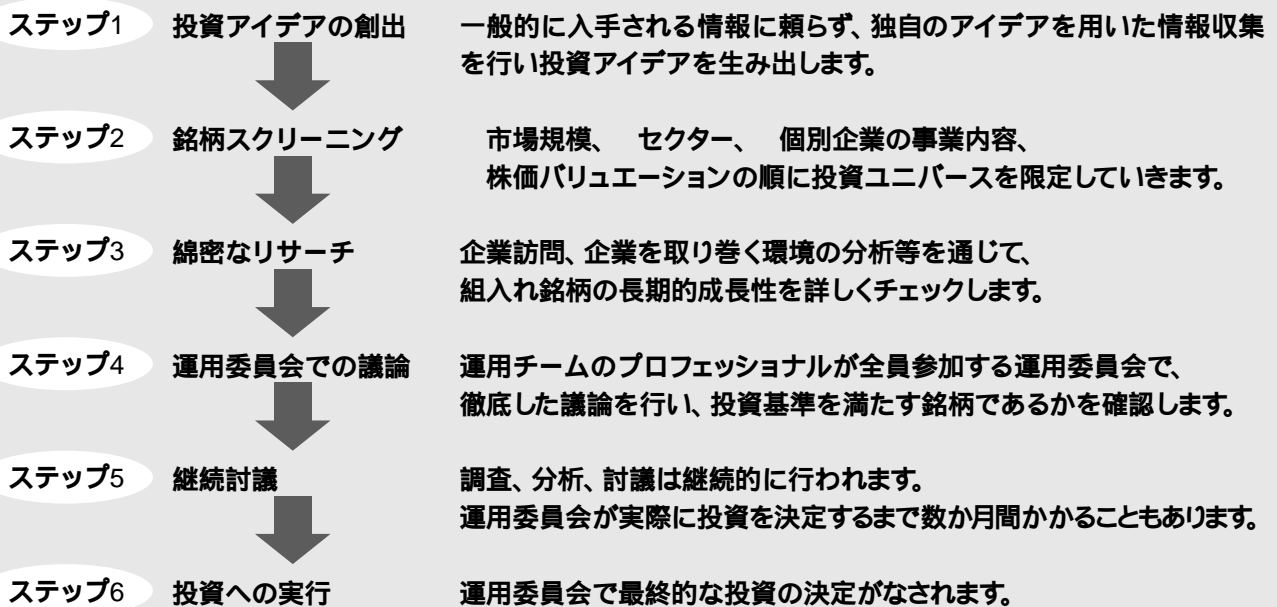 ステップ1 投資アイデアの創出 一般的に入手される情報に頼らず、独自のアイデアを用いた情報収集
を行い投資アイデアを生み出します。
ステップ2 銘柄スクリーニング 市場規模、 セクター、 個別企業の事業内容、
株価バリュエーションの順に投資ユニバースを限定していきます。
ステップ3 綿密なリサーチ 企業訪問、企業を取り巻く環境の分析等を通じて、
組入れ銘柄の長期的成長性を詳しくチェックします。
ステップ4 運用委員会での議論 運用チームのプロフェッショナルが全員参加する運用委員会で、
徹底した議論を行い、投資基準を満たす銘柄であるかを確認します。
ステップ5 継続討議 調査、分析、討議は継続的に行われます。
運用委員会が実際に投資を決定するまで数か月間かかることもあります。
ステップ6 投資への実行 運用委員会で最終的な投資の決定がなされます。